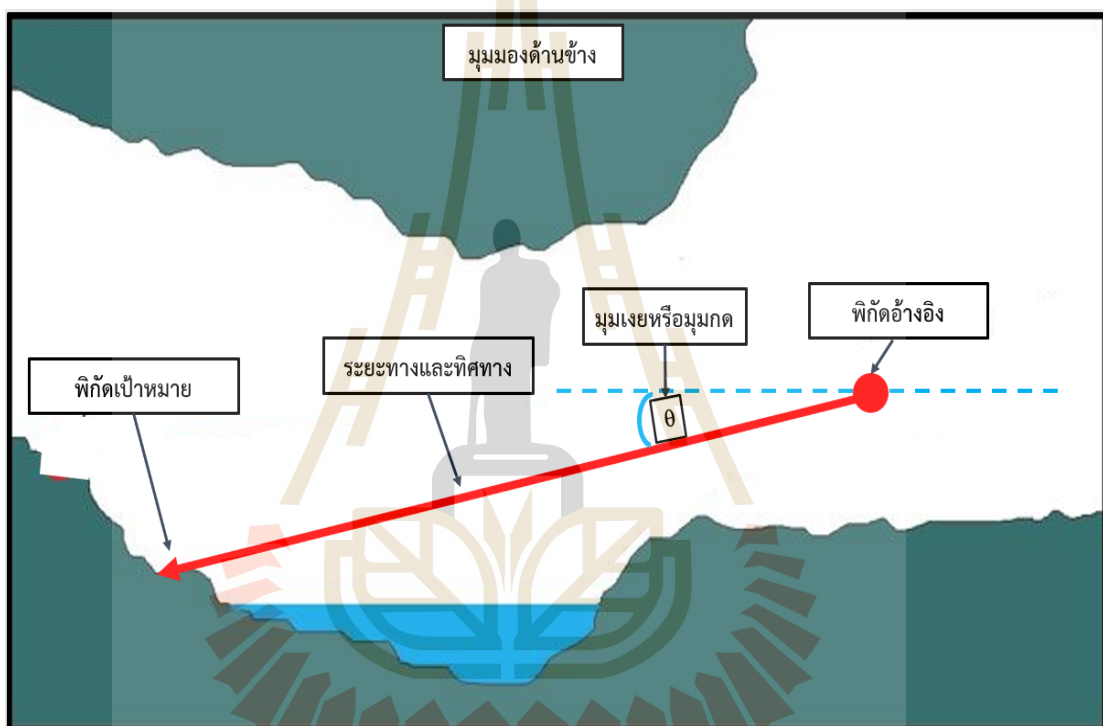 มุมมองด้านข้าง
พิกัดอ้างอิง
มุมเงยหรือมุมกด
ระยะทางและทิศทาง
พิกัดเป้าหมาย
θ